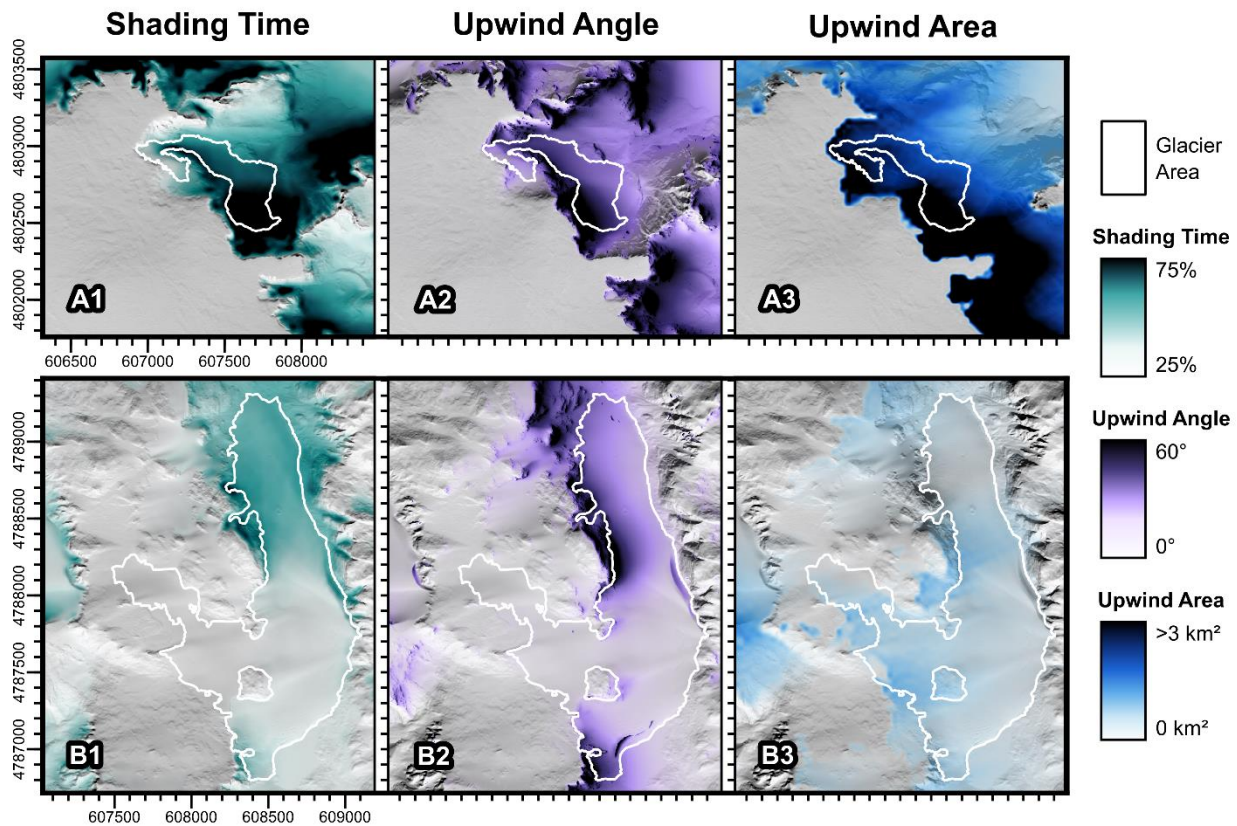 Shading Time
Upwind Angle
Upwind Area
4803500
4803000
4802500
4802000
A1
A2
A3
606500
607000
607500
608000
4789000
4788500
4788000
4787500
4787000
B1
B2
B3
607500
608000
608500
609000
Glacier
Area
Shading Time
75%
25%
Upwind Angle
60°
0°
Upwind Area
>3 km²
0 km²